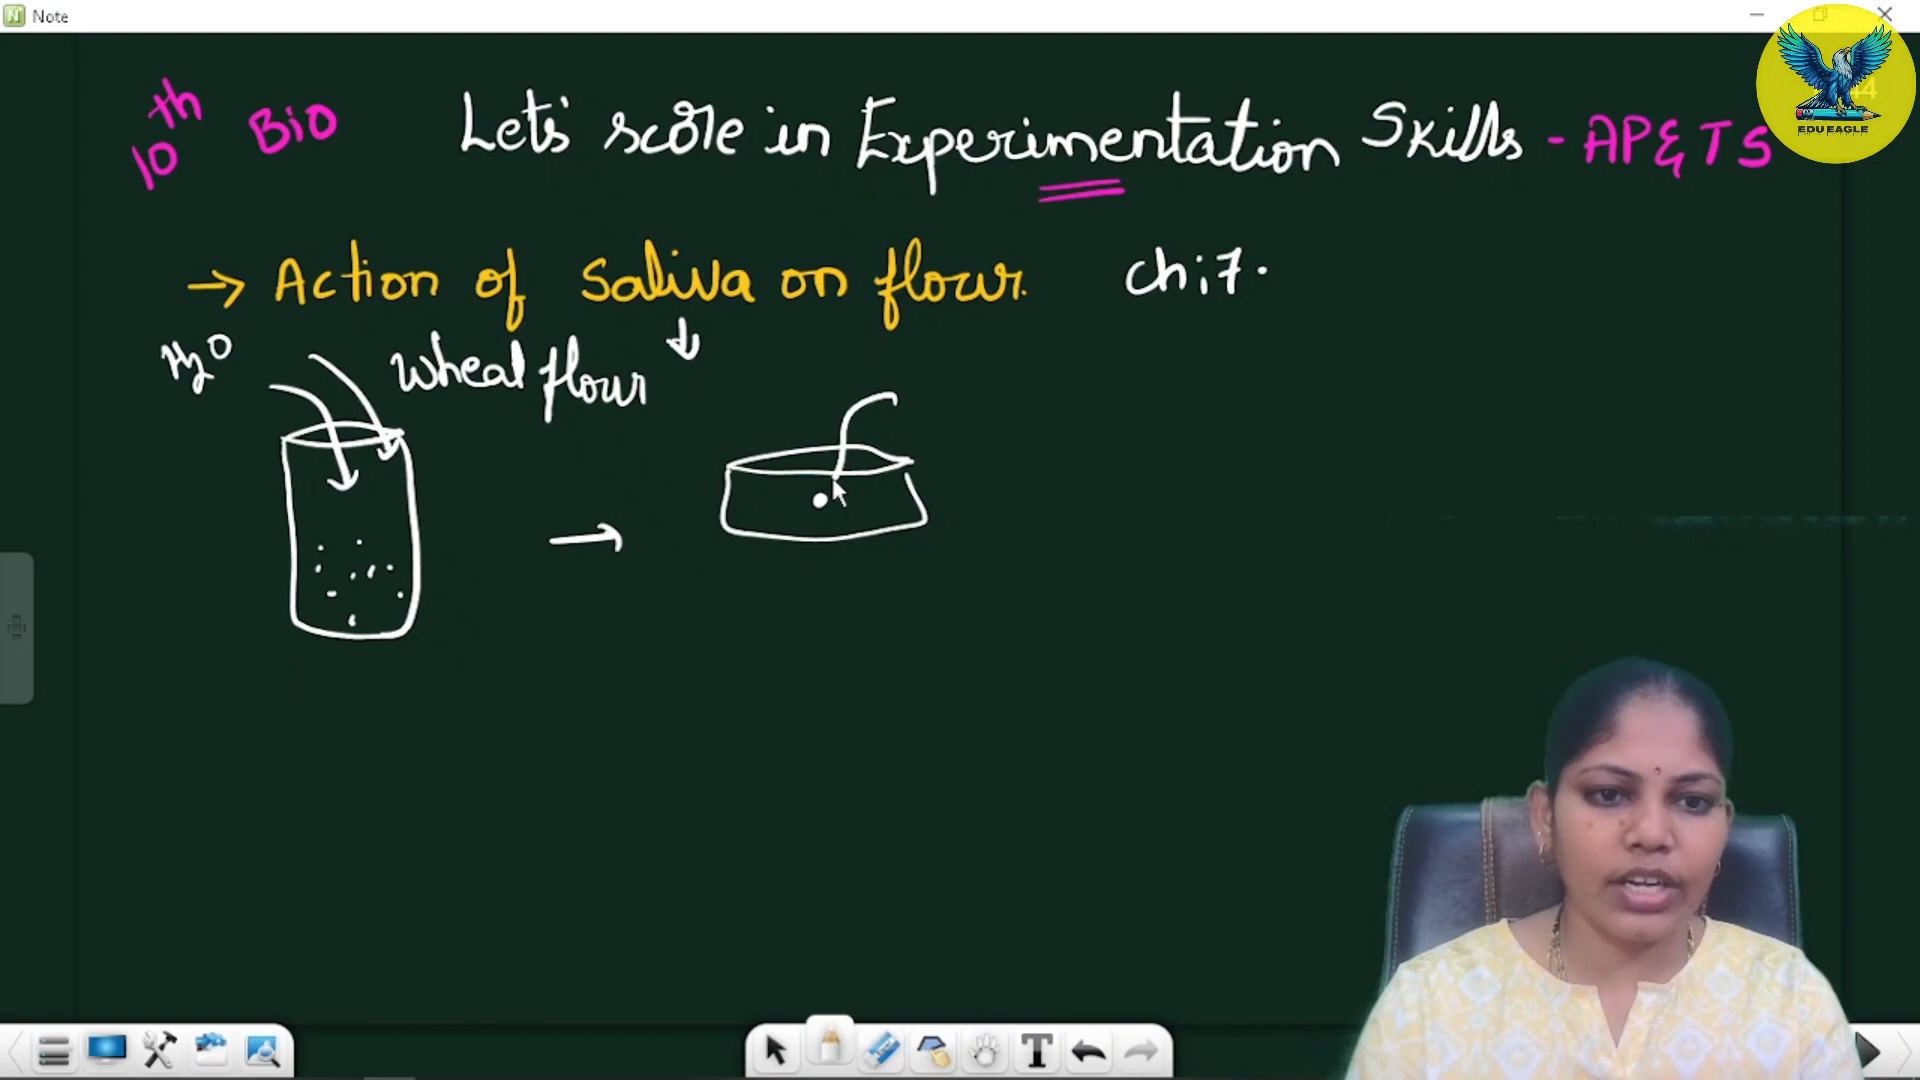 Note
10th Bio Let's score in Experimentation Skills - AP & TS
44
EDU EAGLE
→ Action of Saliva on flour. Ch:7.
H2O Wheat flour
T